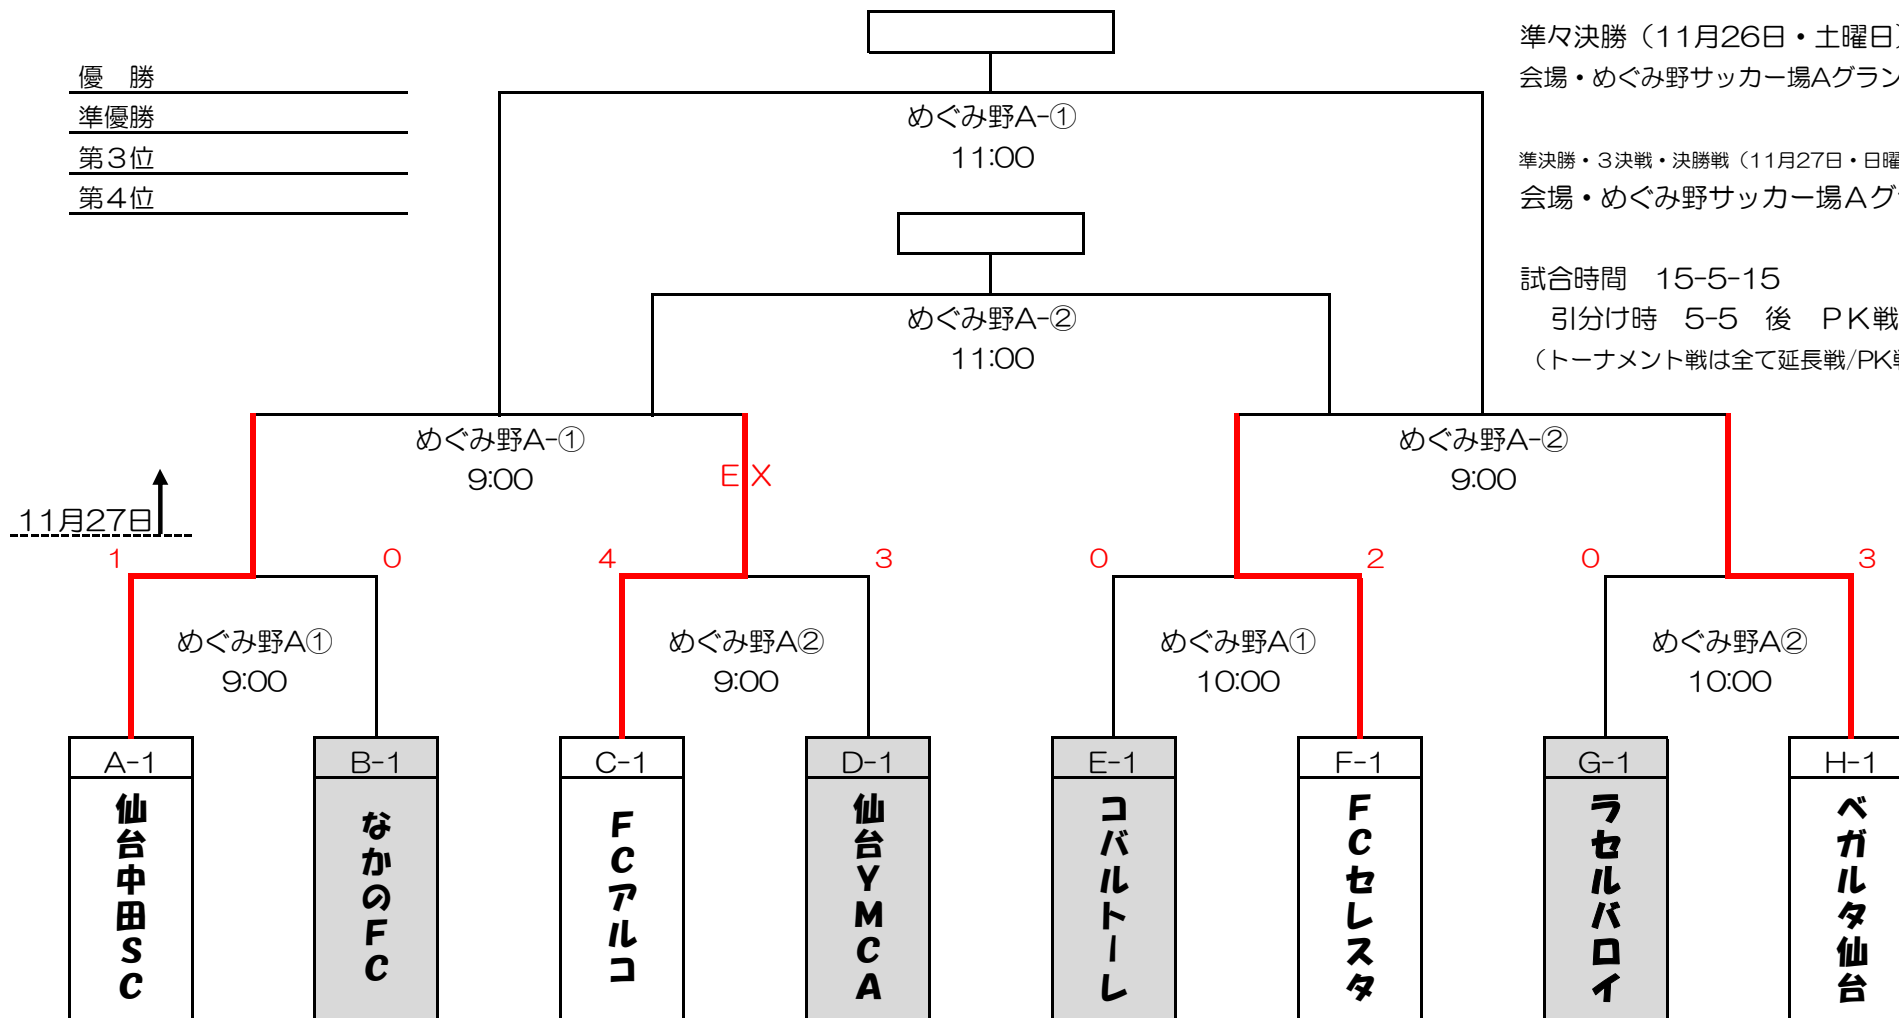 優　勝
準優勝
第３位
第４位
準々決勝（11月26日・土曜日）
会場・めぐみ野サッカー場Aグラン
準決勝・３決戦・決勝戦（11月27日・日曜
会場・めぐみ野サッカー場Ａグ
試合時間　15-5-15
引分け時　5-5　後　ＰＫ戦
（トーナメント戦は全て延長戦/PK戦
めぐみ野A-①
11:00
めぐみ野A-②
11:00
めぐみ野A-①
9:00
めぐみ野A-②
9:00
ＥＸ
11月27日
1
0
4
3
0
2
0
3
めぐみ野A①
9:00
めぐみ野A②
9:00
めぐみ野A①
10:00
めぐみ野A②
10:00
A-1
B-1
C-1
D-1
E-1
F-1
G-1
H-1
仙台中田ＳＣ
なかのＦＣ
ＦＣアルコ
仙台ＹＭＣＡ
コバルトーレ
ＦＣセレスタ
ラセルバロイ
ベガルタ仙台